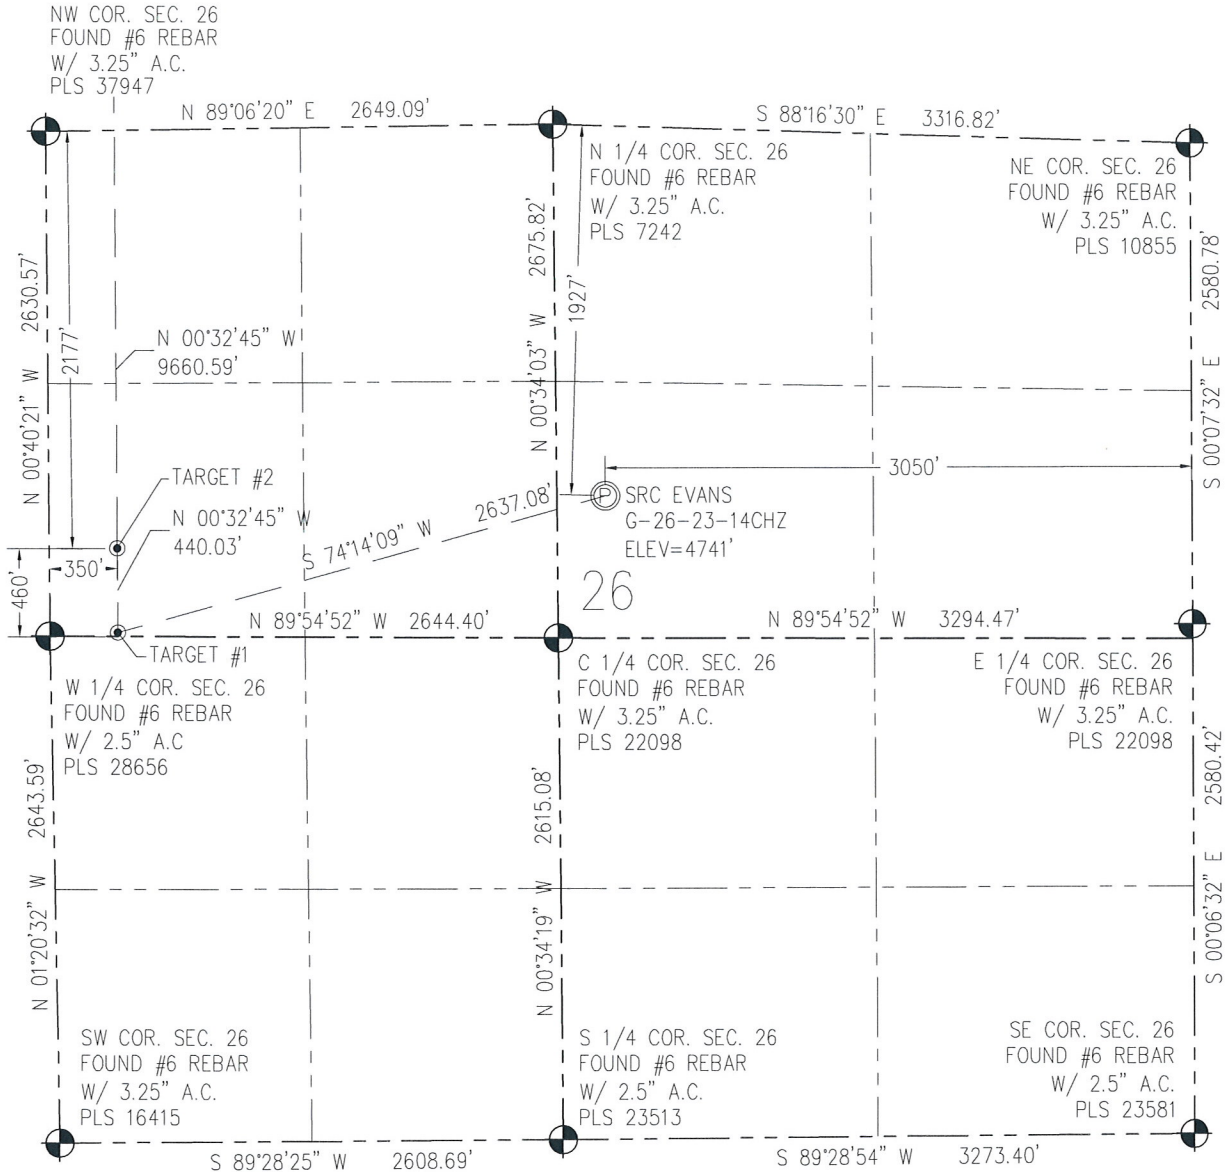 NW COR. SEC. 26
FOUND #6 REBAR
W/ 3.25" A.C.
PLS 37947
N 89°06'20" E 2649.09'
S 88°16'30" E 3316.82'
N 1/4 COR. SEC. 26
FOUND #6 REBAR
W/ 3.25" A.C.
PLS 7242
NE COR. SEC. 26
FOUND #6 REBAR
W/ 3.25" A.C.
PLS 10855
N 00°40'21" W 2630.57'
2177'
N 00°32'45" W
9660.59'
N 00°34'03" W 2675.82'
1927'
S 00°07'32" E 2580.78'
3050'
TARGET #2
N 00°32'45" W
440.03'
S 74°14'09" W 2637.08'
P
SRC EVANS
G-26-23-14CHZ
ELEV=4741'
350'
460'
26
N 89°54'52" W 2644.40'
N 89°54'52" W 3294.47'
TARGET #1
W 1/4 COR. SEC. 26
FOUND #6 REBAR
W/ 2.5" A.C
PLS 28656
C 1/4 COR. SEC. 26
FOUND #6 REBAR
W/ 3.25" A.C.
PLS 22098
E 1/4 COR. SEC. 26
FOUND #6 REBAR
W/ 3.25" A.C.
PLS 22098
N 01°20'32" W 2643.59'
N 00°34'19" W 2615.08'
S 00°06'32" E 2580.42'
SW COR. SEC. 26
FOUND #6 REBAR
W/ 3.25" A.C.
PLS 16415
S 1/4 COR. SEC. 26
FOUND #6 REBAR
W/ 2.5" A.C.
PLS 23513
SE COR. SEC. 26
FOUND #6 REBAR
W/ 2.5" A.C.
PLS 23581
S 89°28'25" W 2608.69'
S 89°28'54" W 3273.40'